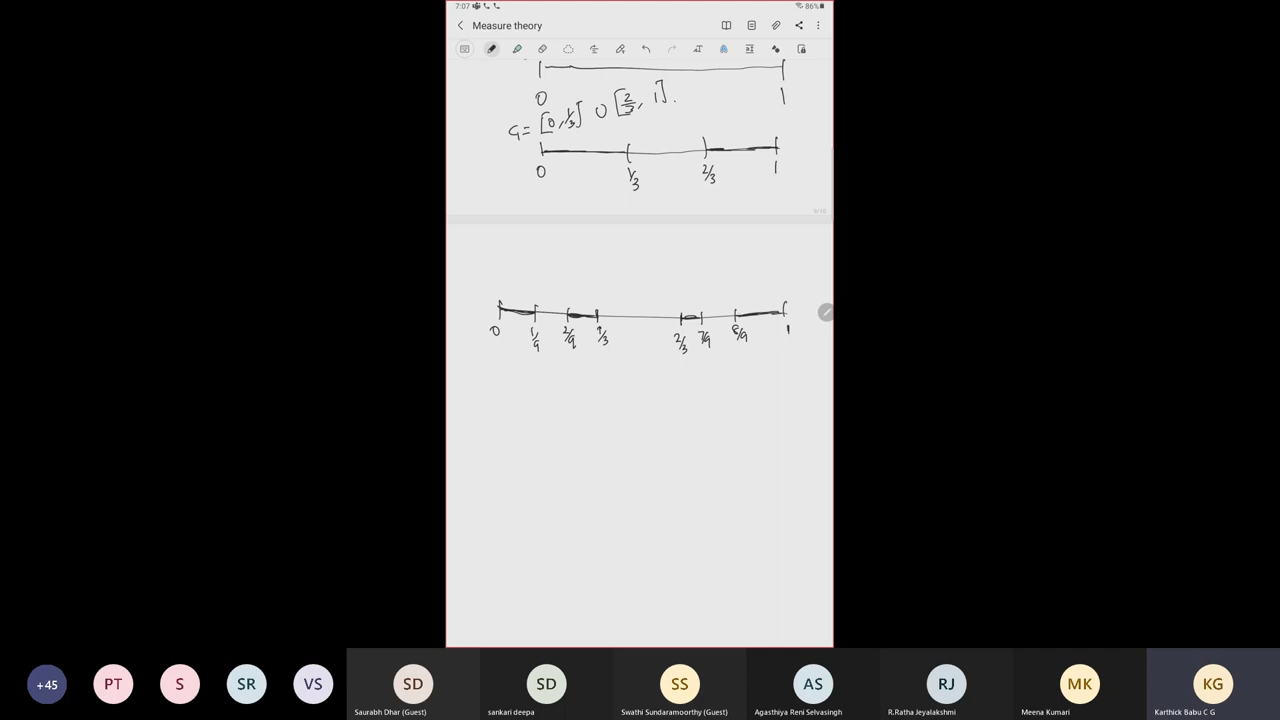 7:07 86%
Measure theory
0 1
C₁= [0, 1/3] ∪ [2/3, 1].
0 1/3 2/3 1
9/10
0 1/9 2/9 1/3 2/3 7/9 8/9 1
+45 PT S SR VS SD SD SS AS RJ MK KG
Saurabh Dhar (Guest) sankari deepa Swathi Sundaramoorthy (Guest) Agasthiya Reni Selvasingh R.Ratha Jeyalakshmi Meena Kumari Karthick Babu C G